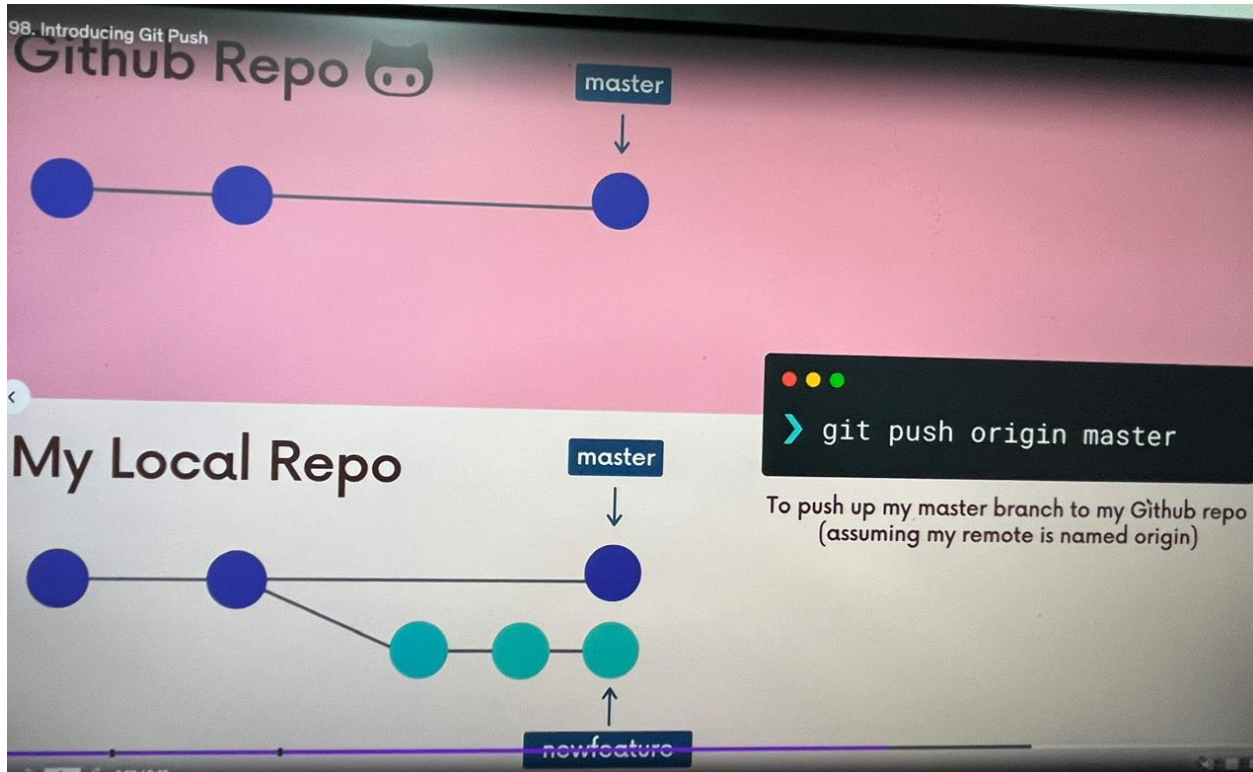 98. Introducing Git Push
Github Repo
master
My Local Repo
master
git push origin master
To push up my master branch to my Github repo
(assuming my remote is named origin)
newfeature